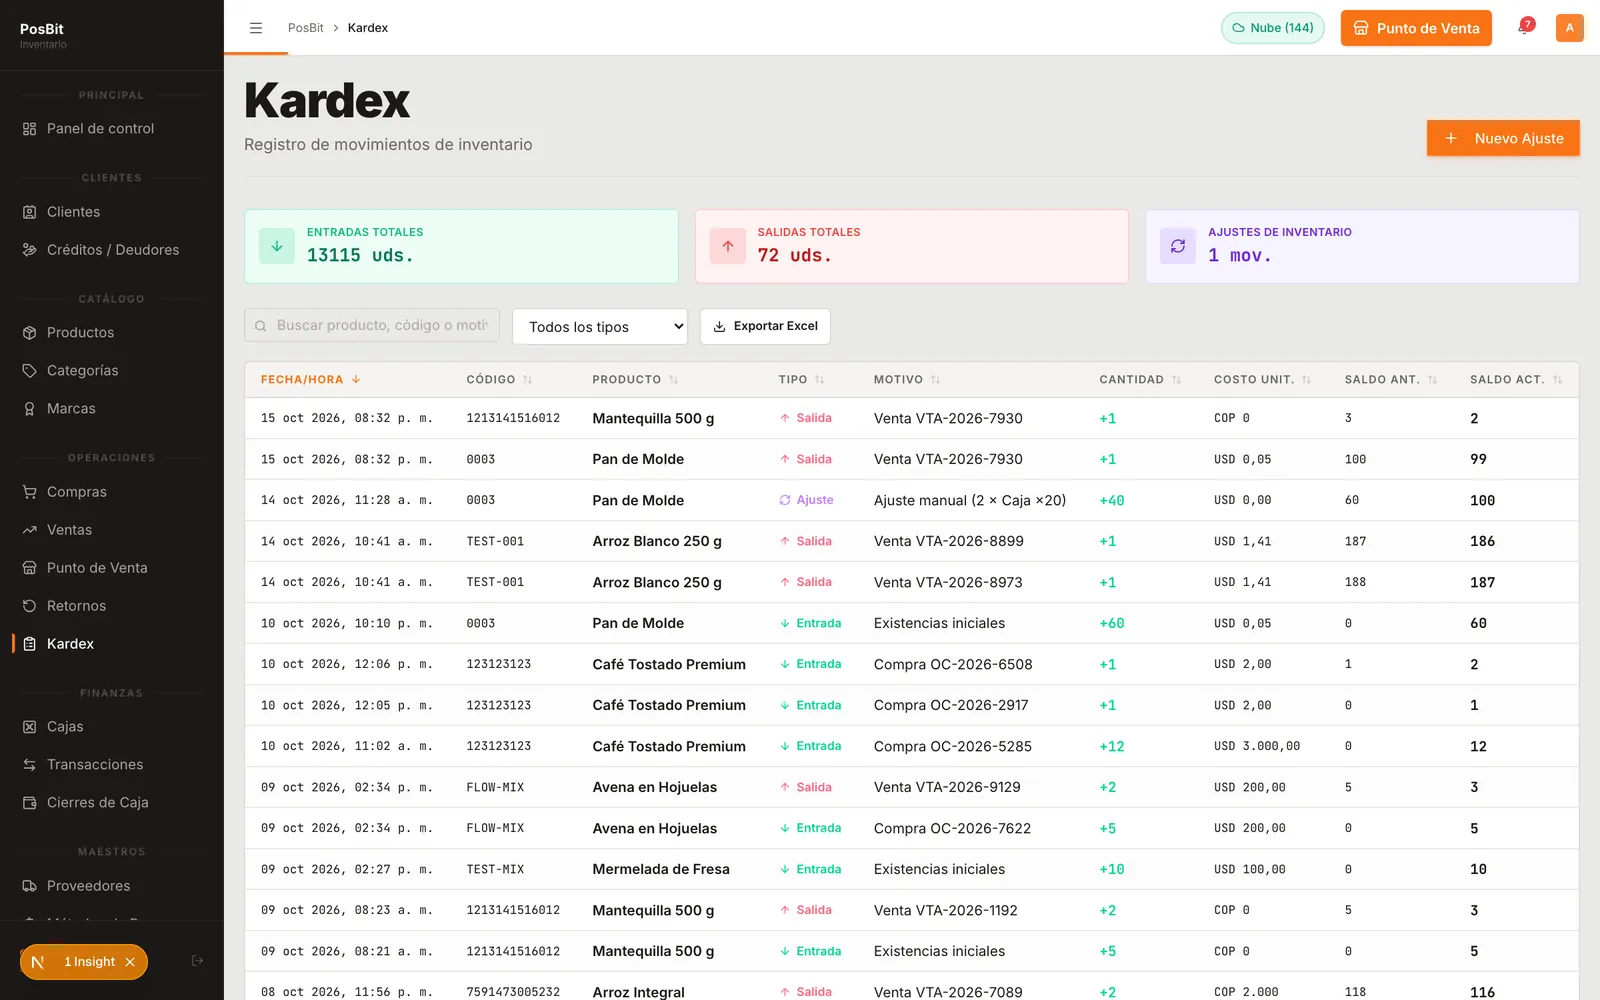 PosBit
Inventario
PRINCIPAL
Panel de control
CLIENTES
Clientes
Créditos / Deudores
CATÁLOGO
Productos
Categorías
Marcas
OPERACIONES
Compras
Ventas
Punto de Venta
Retornos
Kardex
FINANZAS
Cajas
Transacciones
Cierres de Caja
MAESTROS
Proveedores
N 1 Insight
PosBit > Kardex
Nube (144)
Punto de Venta
7
A
Kardex
Registro de movimientos de inventario
+ Nuevo Ajuste
ENTRADAS TOTALES
13115 uds.
SALIDAS TOTALES
72 uds.
AJUSTES DE INVENTARIO
1 mov.
Buscar producto, código o moti
Todos los tipos
Exportar Excel
FECHA/HORA CÓDIGO PRODUCTO TIPO MOTIVO CANTIDAD COSTO UNIT. SALDO ANT. SALDO ACT.
15 oct 2026, 08:32 p. m. 1213141516012 Mantequilla 500 g Salida Venta VTA-2026-7930 +1 COP 0 3 2
15 oct 2026, 08:32 p. m. 0003 Pan de Molde Salida Venta VTA-2026-7930 +1 USD 0,05 100 99
14 oct 2026, 11:28 a. m. 0003 Pan de Molde Ajuste Ajuste manual (2 × Caja ×20) +40 USD 0,00 60 100
14 oct 2026, 10:41 a. m. TEST-001 Arroz Blanco 250 g Salida Venta VTA-2026-8899 +1 USD 1,41 187 186
14 oct 2026, 10:41 a. m. TEST-001 Arroz Blanco 250 g Salida Venta VTA-2026-8973 +1 USD 1,41 188 187
10 oct 2026, 10:10 p. m. 0003 Pan de Molde Entrada Existencias iniciales +60 USD 0,05 0 60
10 oct 2026, 12:06 p. m. 123123123 Café Tostado Premium Entrada Compra OC-2026-6508 +1 USD 2,00 1 2
10 oct 2026, 12:05 p. m. 123123123 Café Tostado Premium Entrada Compra OC-2026-2917 +1 USD 2,00 0 1
10 oct 2026, 11:02 a. m. 123123123 Café Tostado Premium Entrada Compra OC-2026-5285 +12 USD 3.000,00 0 12
09 oct 2026, 02:34 p. m. FLOW-MIX Avena en Hojuelas Salida Venta VTA-2026-9129 +2 USD 200,00 5 3
09 oct 2026, 02:34 p. m. FLOW-MIX Avena en Hojuelas Entrada Compra OC-2026-7622 +5 USD 200,00 0 5
09 oct 2026, 02:27 p. m. TEST-MIX Mermelada de Fresa Entrada Existencias iniciales +10 USD 100,00 0 10
09 oct 2026, 08:23 a. m. 1213141516012 Mantequilla 500 g Salida Venta VTA-2026-1192 +2 COP 0 5 3
09 oct 2026, 08:21 a. m. 1213141516012 Mantequilla 500 g Entrada Existencias iniciales +5 COP 0 0 5
08 oct 2026, 11:56 p. m. 7591473005232 Arroz Integral Salida Venta VTA-2026-7089 +2 COP 2.000 118 116